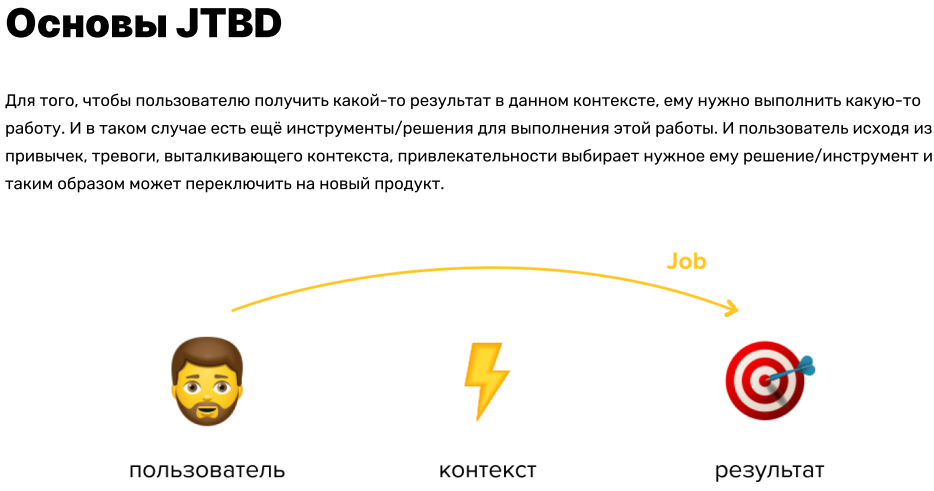 Основы JTBD
Для того, чтобы пользователю получить какой-то результат в данном контексте, ему нужно выполнить какую-то
работу. И в таком случае есть ещё инструменты/решения для выполнения этой работы. И пользователь исходя из
привычек, тревоги, выталкивающего контекста, привлекательности выбирает нужное ему решение/инструмент и
таким образом может переключить на новый продукт.
Job
пользователь
контекст
результат